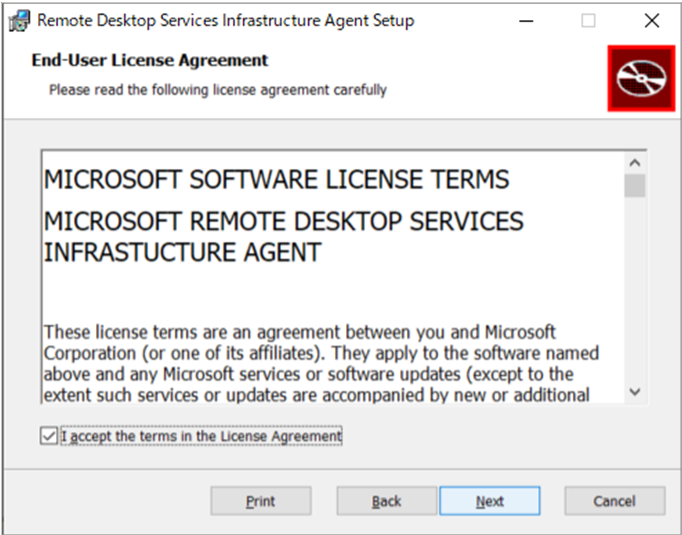 Remote Desktop Services Infrastructure Agent Setup
End-User License Agreement
Please read the following license agreement carefully
MICROSOFT SOFTWARE LICENSE TERMS
MICROSOFT REMOTE DESKTOP SERVICES
INFRASTUCTURE AGENT
These license terms are an agreement between you and Microsoft
Corporation (or one of its affiliates). They apply to the software named
above and any Microsoft services or software updates (except to the
extent such services or updates are accompanied by new or additional
I accept the terms in the License Agreement
Print Back Next Cancel